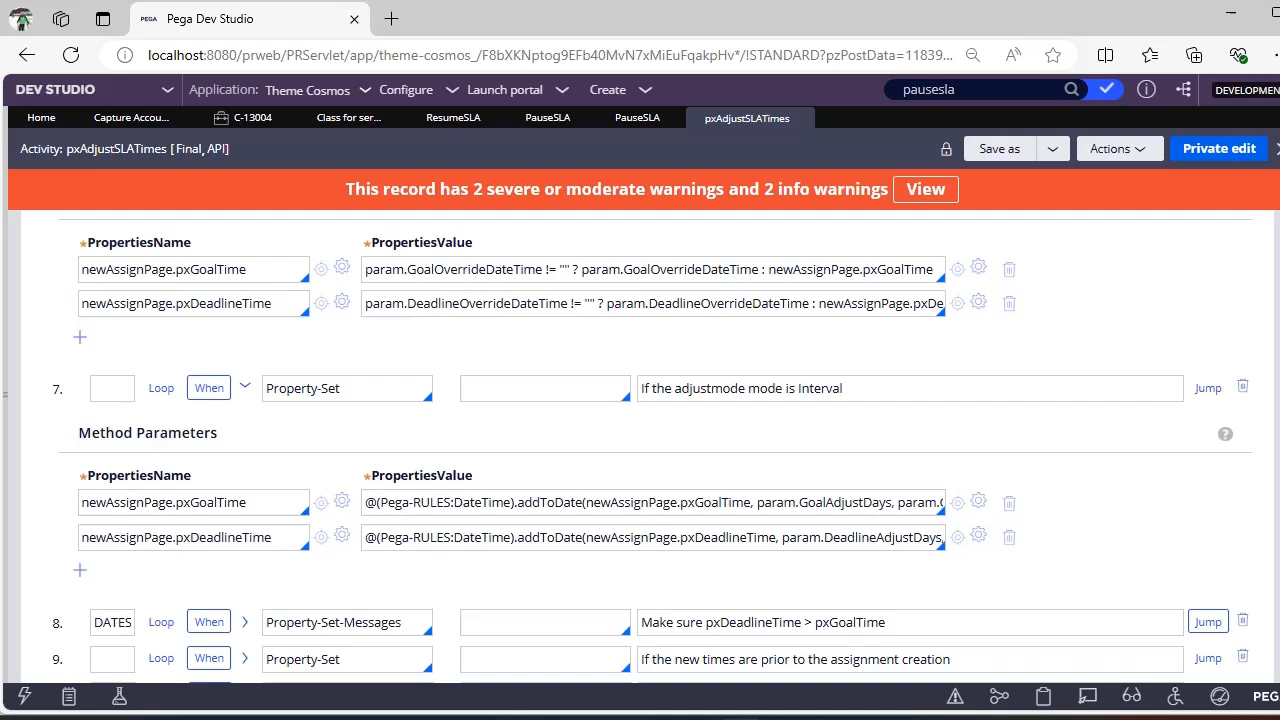 PEGA Pega Dev Studio
localhost:8080/prweb/PRServlet/app/theme-cosmos_/F8bXKNptog9EFb40MvN7xMiEuFqakpHv*/!STANDARD?pzPostData=11839...
DEV STUDIO Application: Theme Cosmos Configure Launch portal Create pausesla DEVELOPMEN
Home Capture Accou... C-13004 Class for ser... ResumeSLA PauseSLA PauseSLA pxAdjustSLATimes
Activity: pxAdjustSLATimes [ Final, API] Save as Actions Private edit
This record has 2 severe or moderate warnings and 2 info warnings View
*PropertiesName *PropertiesValue
newAssignPage.pxGoalTime param.GoalOverrideDateTime != "" ? param.GoalOverrideDateTime : newAssignPage.pxGoalTime
newAssignPage.pxDeadlineTime param.DeadlineOverrideDateTime != "" ? param.DeadlineOverrideDateTime : newAssignPage.pxDe
7. Loop When Property-Set If the adjustmode mode is Interval Jump
Method Parameters ?
*PropertiesName *PropertiesValue
newAssignPage.pxGoalTime @(Pega-RULES:DateTime).addToDate(newAssignPage.pxGoalTime, param.GoalAdjustDays, param.
newAssignPage.pxDeadlineTime @(Pega-RULES:DateTime).addToDate(newAssignPage.pxDeadlineTime, param.DeadlineAdjustDays,
8. DATES Loop When Property-Set-Messages Make sure pxDeadlineTime > pxGoalTime Jump
9. Loop When Property-Set If the new times are prior to the assignment creation Jump
PEG